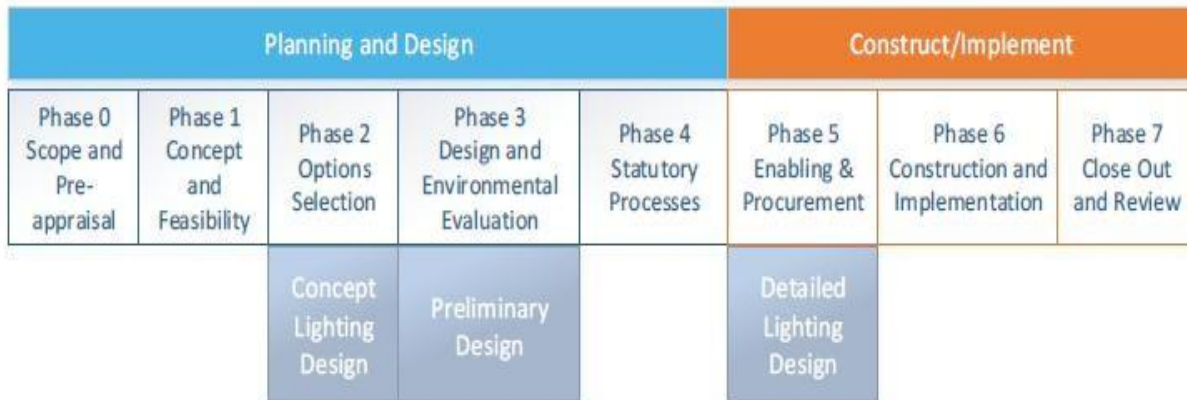 Planning and Design
Construct/Implement
Phase 0
Scope and
Pre-
appraisal
Phase 1
Concept
and
Feasibility
Phase 2
Options
Selection
Phase 3
Design and
Environmental
Evaluation
Phase 4
Statutory
Processes
Phase 5
Enabling &
Procurement
Phase 6
Construction and
Implementation
Phase 7
Close Out
and Review
Concept
Lighting
Design
Preliminary
Design
Detailed
Lighting
Design